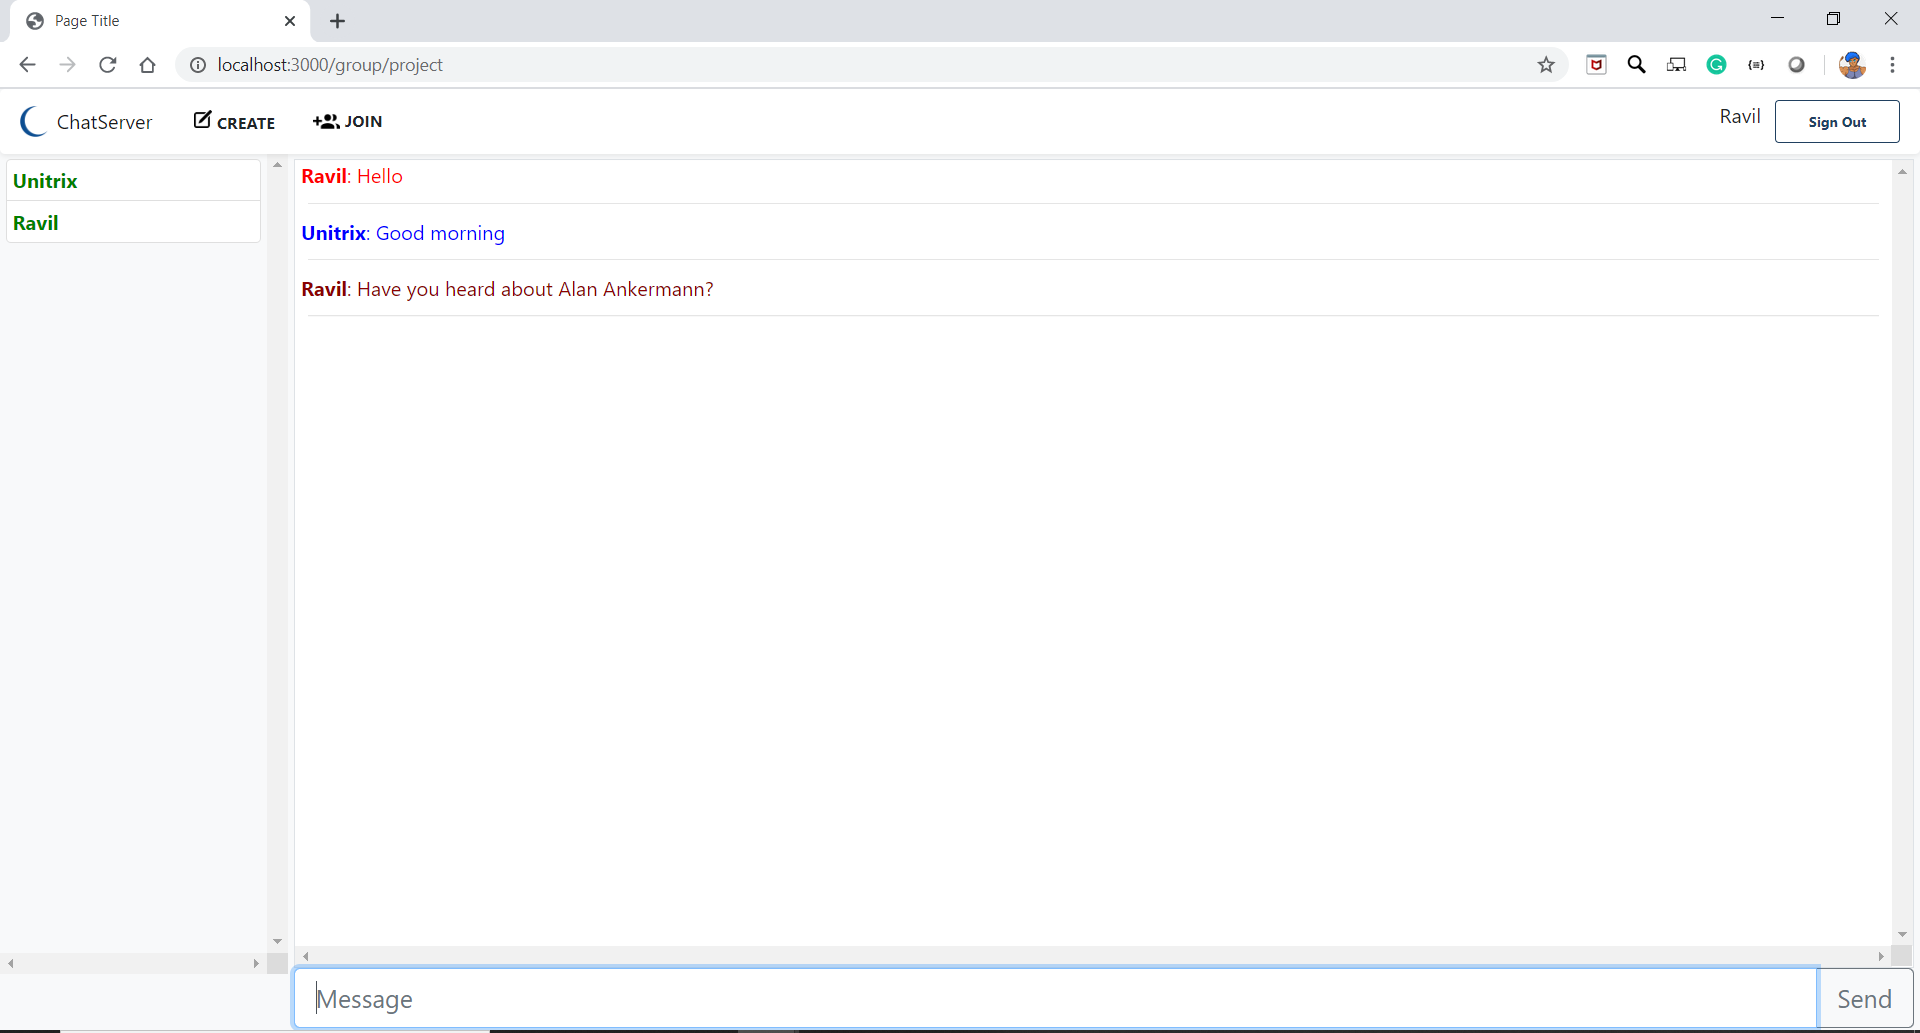 Page Title
localhost:3000/group/project
ChatServer CREATE JOIN Ravil Sign Out
Unitrix
Ravil
Ravil: Hello
Unitrix: Good morning
Ravil: Have you heard about Alan Ankermann?
Message Send